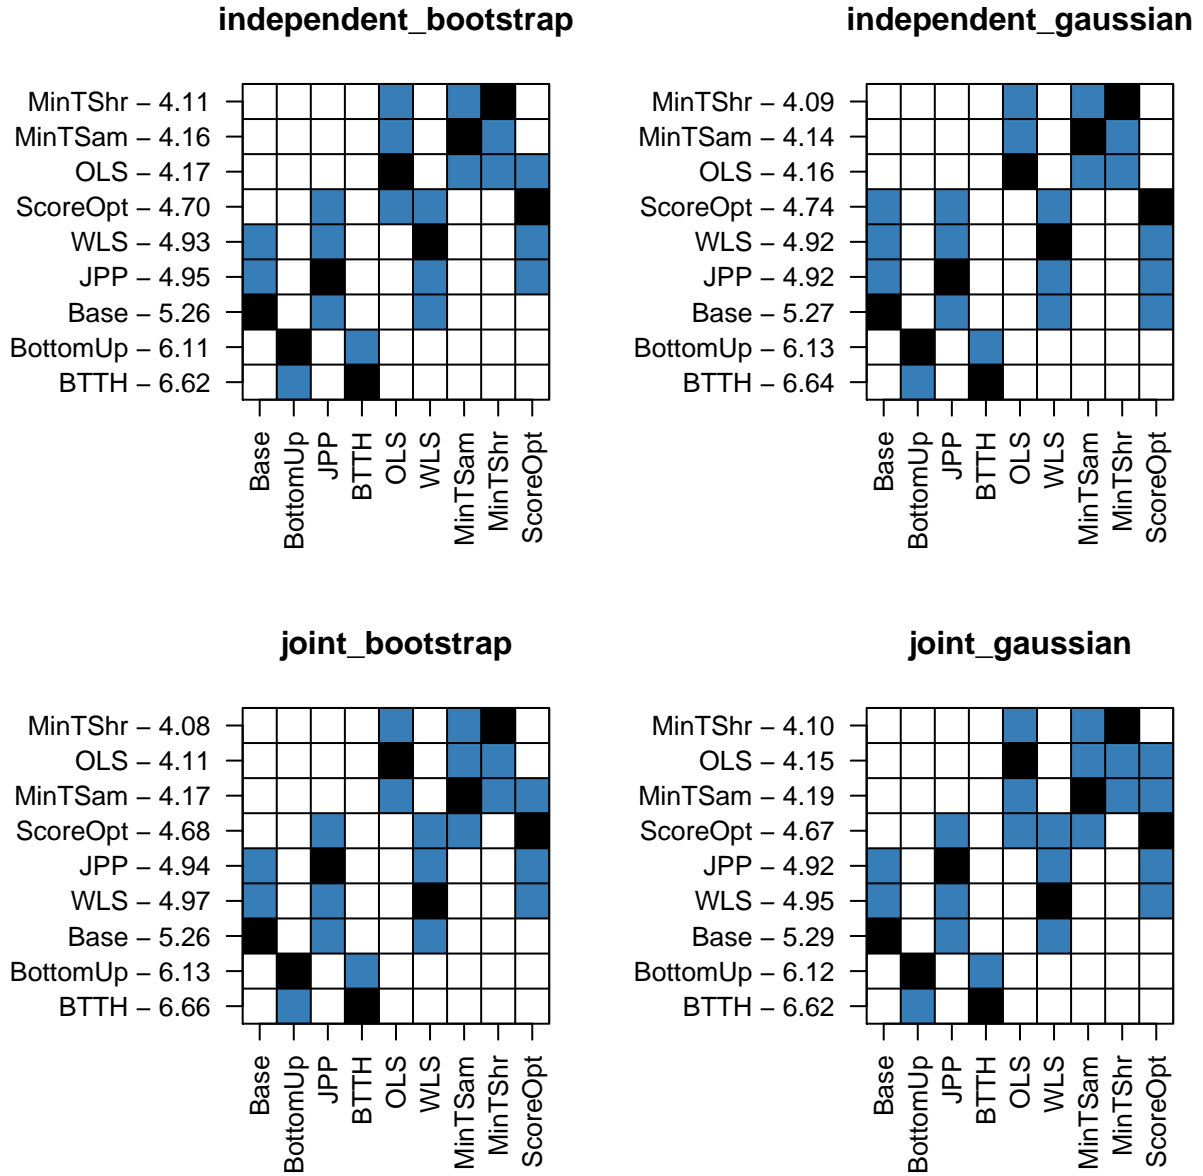 independent_bootstrap
MinTShr − 4.11
MinTSam − 4.16
OLS − 4.17
ScoreOpt − 4.70
WLS − 4.93
JPP − 4.95
Base − 5.26
BottomUp − 6.11
BTTH − 6.62
Base
BottomUp
JPP
BTTH
OLS
WLS
MinTSam
MinTShr
ScoreOpt
independent_gaussian
MinTShr − 4.09
MinTSam − 4.14
OLS − 4.16
ScoreOpt − 4.74
WLS − 4.92
JPP − 4.92
Base − 5.27
BottomUp − 6.13
BTTH − 6.64
Base
BottomUp
JPP
BTTH
OLS
WLS
MinTSam
MinTShr
ScoreOpt
joint_bootstrap
MinTShr − 4.08
OLS − 4.11
MinTSam − 4.17
ScoreOpt − 4.68
JPP − 4.94
WLS − 4.97
Base − 5.26
BottomUp − 6.13
BTTH − 6.66
Base
BottomUp
JPP
BTTH
OLS
WLS
MinTSam
MinTShr
ScoreOpt
joint_gaussian
MinTShr − 4.10
OLS − 4.15
MinTSam − 4.19
ScoreOpt − 4.67
JPP − 4.92
WLS − 4.95
Base − 5.29
BottomUp − 6.12
BTTH − 6.62
Base
BottomUp
JPP
BTTH
OLS
WLS
MinTSam
MinTShr
ScoreOpt